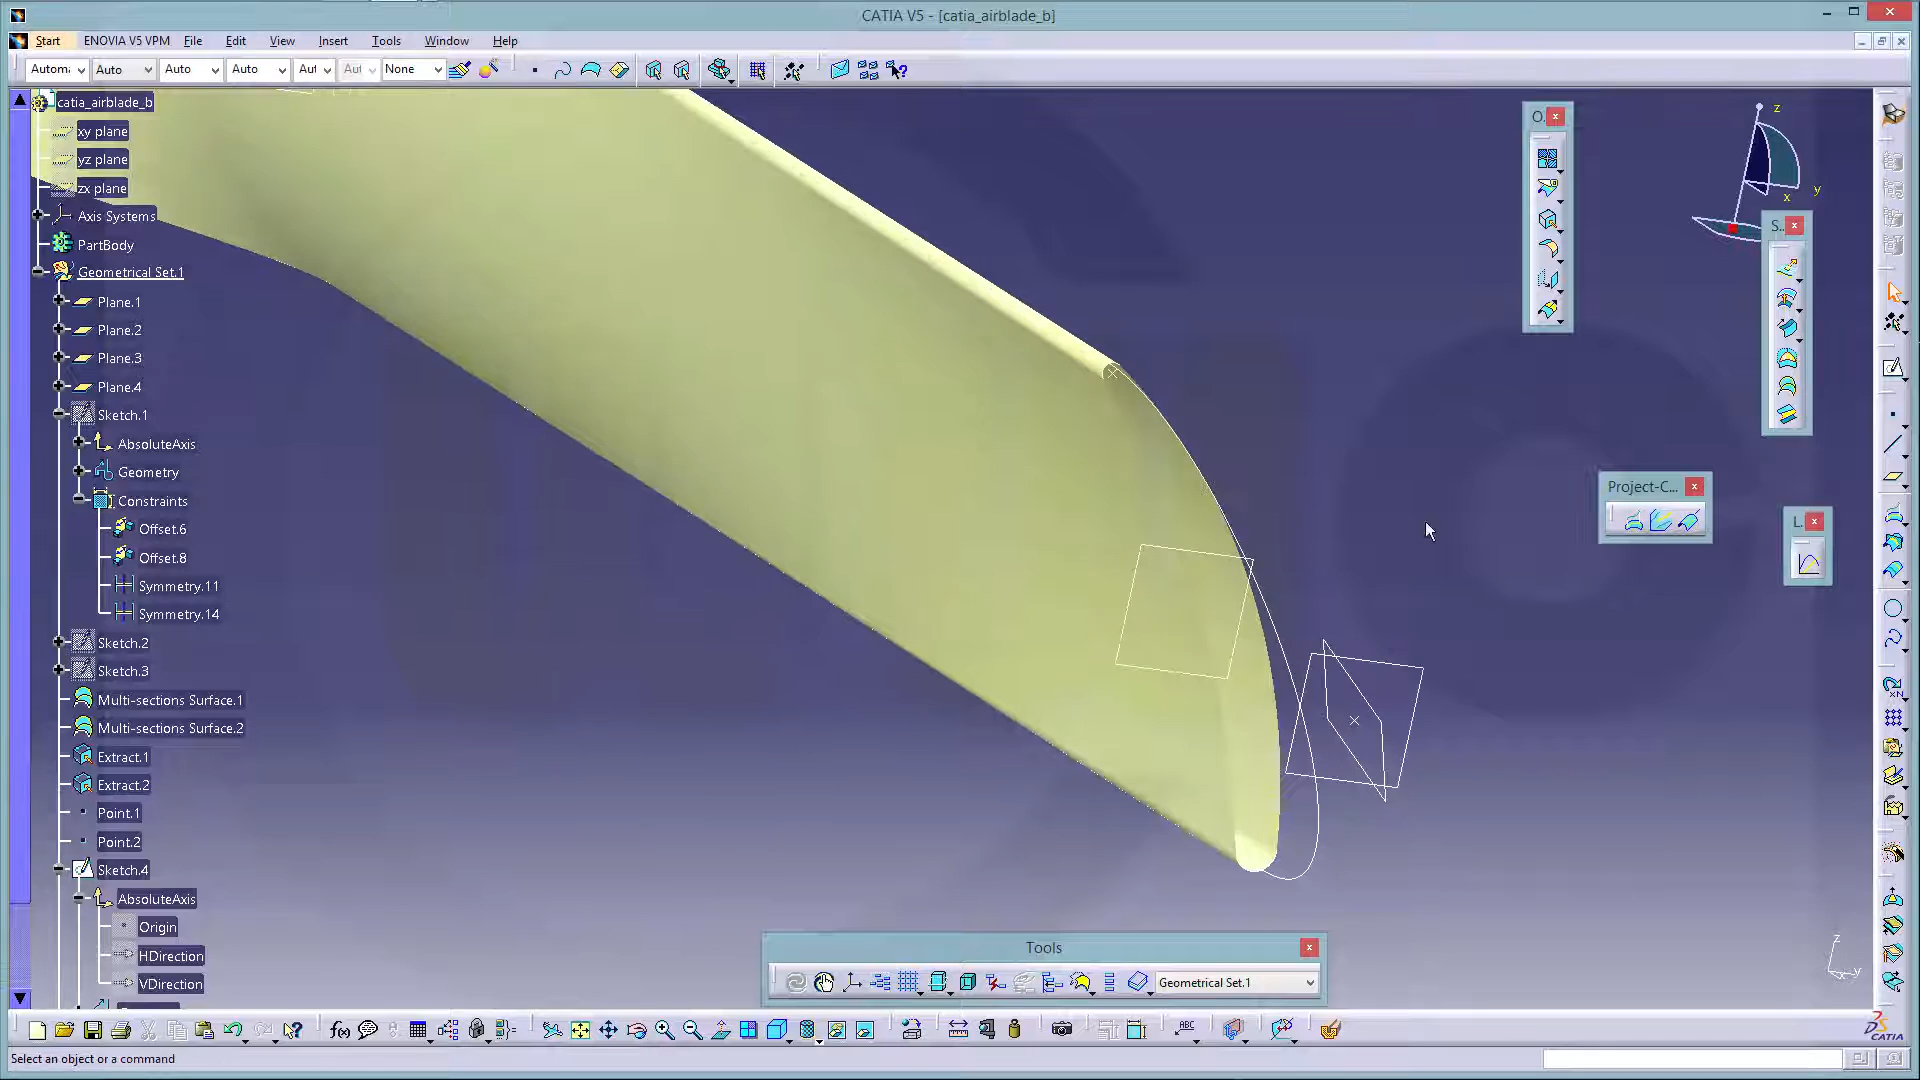 CATIA V5 - [catia_airblade_b]
Start ENOVIA V5 VPM File Edit View Insert Tools Window Help
Autom Auto Auto Auto Aut Aut None
catia_airblade_b
xy plane
yz plane
zx plane
Axis Systems
PartBody
Geometrical Set.1
Plane.1
Plane.2
Plane.3
Plane.4
Sketch.1
AbsoluteAxis
Geometry
Constraints
Offset.6
Offset.8
Symmetry.11
Symmetry.14
Sketch.2
Sketch.3
Multi-sections Surface.1
Multi-sections Surface.2
Extract.1
Extract.2
Point.1
Point.2
Sketch.4
AbsoluteAxis
Origin
HDirection
VDirection
O.
z
y
x
S..
Project-C...
L.
Tools
Geometrical Set.1
z
y
f(x)
ABC
CATIA
Select an object or a command